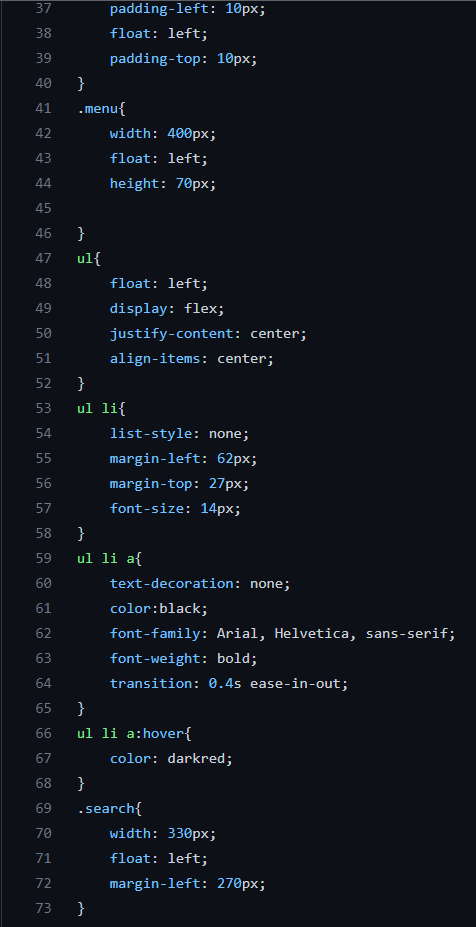 37 padding-left: 10px;
38 float: left;
39 padding-top: 10px;
40 }
41 .menu{
42 width: 400px;
43 float: left;
44 height: 70px;
45
46 }
47 ul{
48 float: left;
49 display: flex;
50 justify-content: center;
51 align-items: center;
52 }
53 ul li{
54 list-style: none;
55 margin-left: 62px;
56 margin-top: 27px;
57 font-size: 14px;
58 }
59 ul li a{
60 text-decoration: none;
61 color:black;
62 font-family: Arial, Helvetica, sans-serif;
63 font-weight: bold;
64 transition: 0.4s ease-in-out;
65 }
66 ul li a:hover{
67 color: darkred;
68 }
69 .search{
70 width: 330px;
71 float: left;
72 margin-left: 270px;
73 }